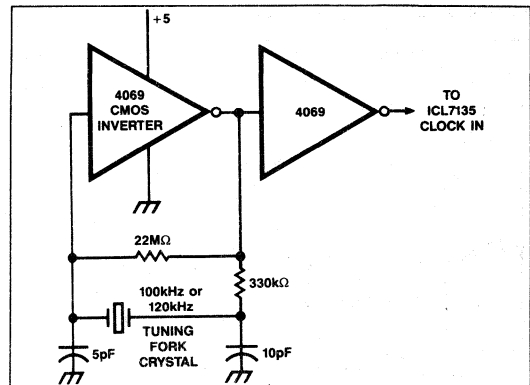 +5
4069
CMOS
INVERTER
4069
TO
ICL7135
CLOCK IN
22MΩ
330kΩ
100kHz or
120kHz
TUNING
FORK
CRYSTAL
5pF
10pF